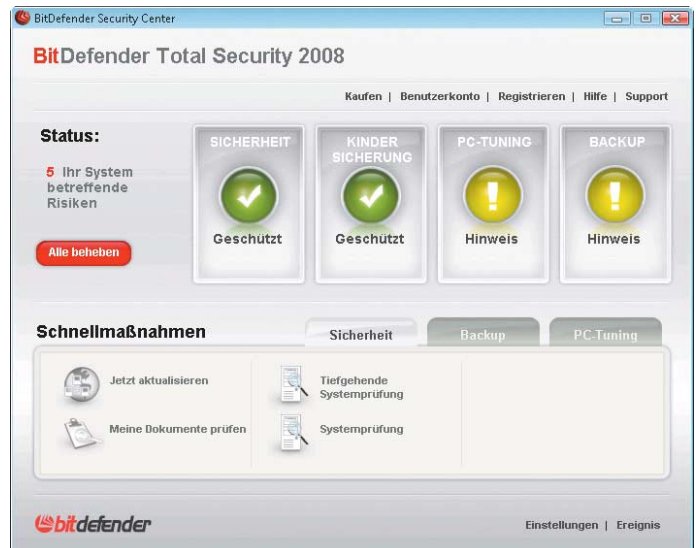 BitDefender Security Center
BitDefender Total Security 2008
Kaufen | Benutzerkonto | Registrieren | Hilfe | Support
Status:
5 Ihr System
betreffende
Risiken
Alle beheben
SICHERHEIT
Geschützt
KINDER
SICHERUNG
Geschützt
PC-TUNING
Hinweis
BACKUP
Hinweis
Schnellmaßnahmen
Sicherheit
Backup
PC-Tuning
Jetzt aktualisieren
Meine Dokumente prüfen
Tiefgehende
Systemprüfung
Systemprüfung
bitdefender
Einstellungen | Ereignis